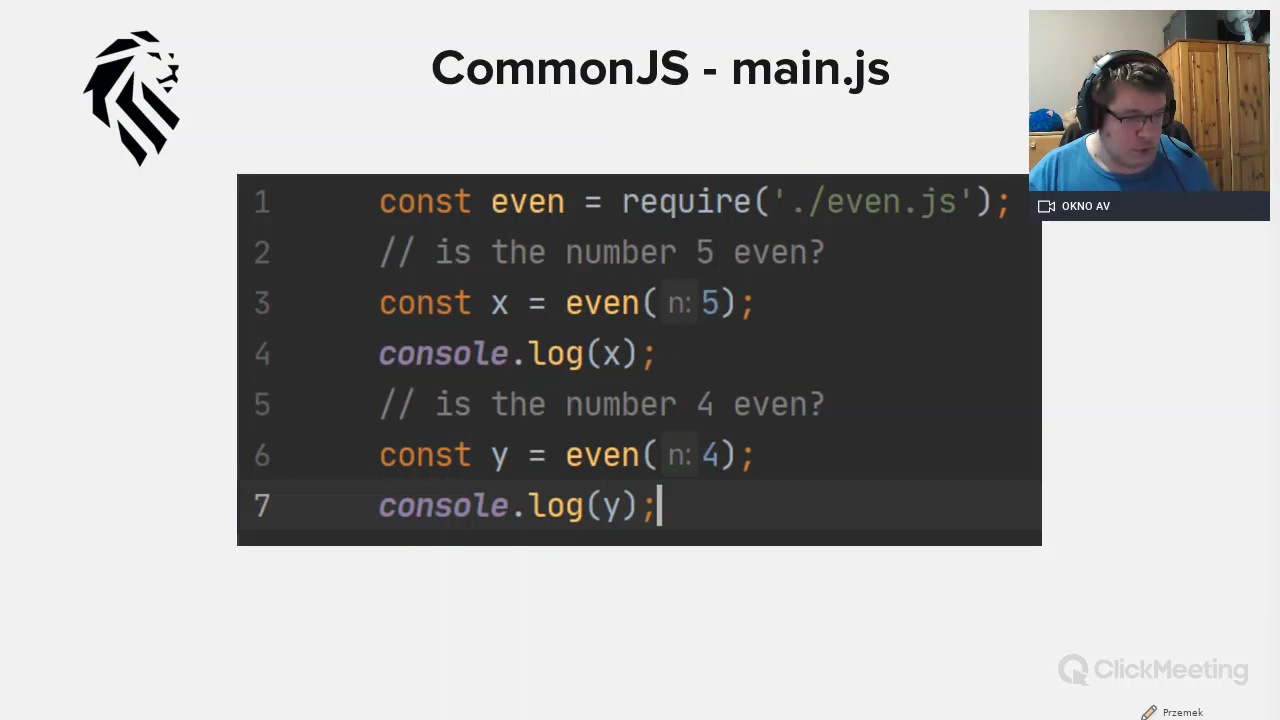 CommonJS - main.js
OKNO AV
1 const even = require('./even.js');
2 // is the number 5 even?
3 const x = even( n: 5);
4 console.log(x);
5 // is the number 4 even?
6 const y = even( n: 4);
7 console.log(y);
ClickMeeting
Przemek